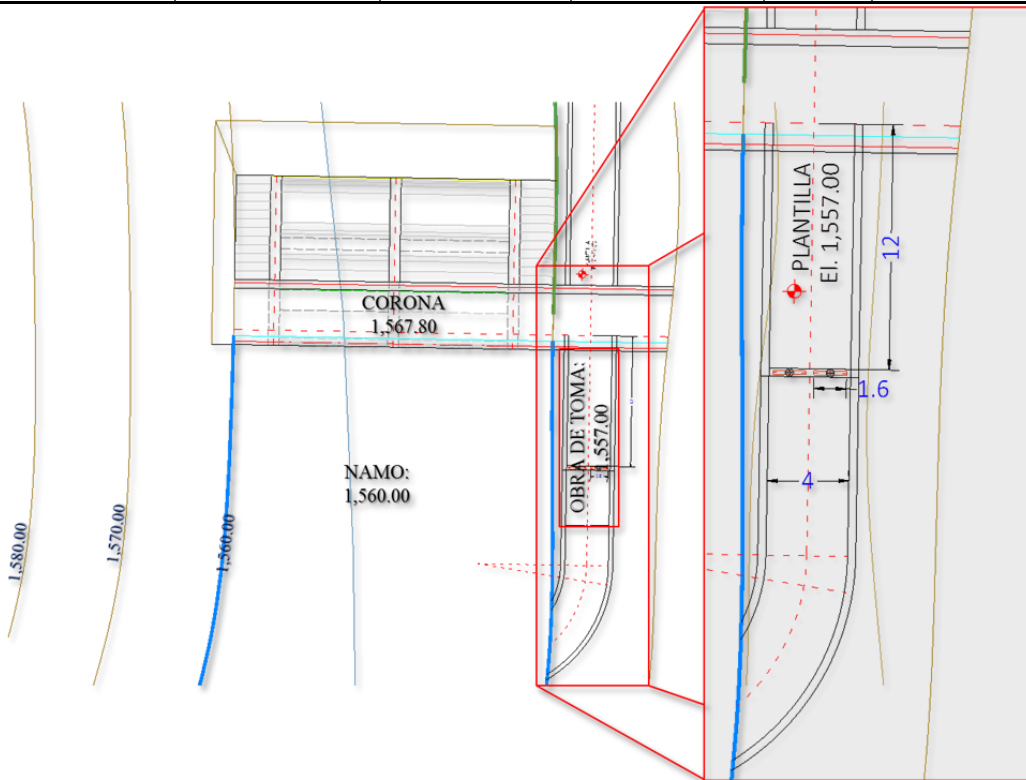 CORONA
1,567.80
NAMO:
1,560.00
1,580.00
1,570.00
1,560.00
OBRA DE TOMA:
1,557.00
PLANTILLA
El. 1,557.00
12
1.6
4